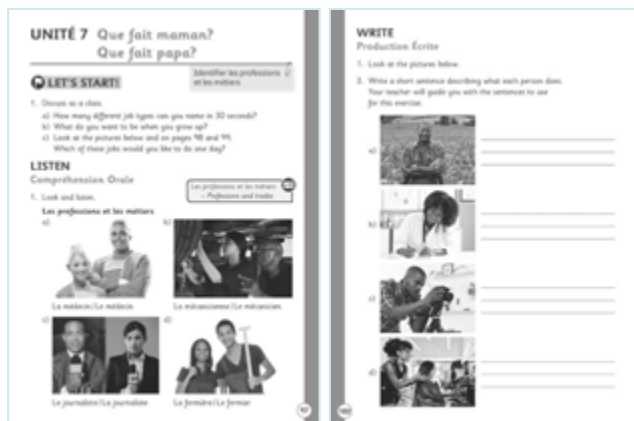 UNITÉ 7 Que fait maman?
Que fait papa?
LET'S START!
Identifier les professions
et les métiers
1. Discuss as a class.
a) How many different job types can you name in 30 seconds?
b) What do you want to be when you grow up?
c) Look at the pictures below and on pages 98 and 99.
Which of these jobs would you like to do one day?
LISTEN
Compréhension Orale
Les professions et les métiers
– Professions and trades
1. Look and listen.
Les professions et les métiers
a)
b)
La médecin/Le médecin
La mécanicienne/Le mécanicien
c)
d)
Le journaliste/La journaliste
La fermière/Le fermier
97
WRITE
Production Écrite
1. Look at the pictures below.
2. Write a short sentence describing what each person does.
Your teacher will guide you with the sentences to use
for this exercise.
a)
b)
c)
d)